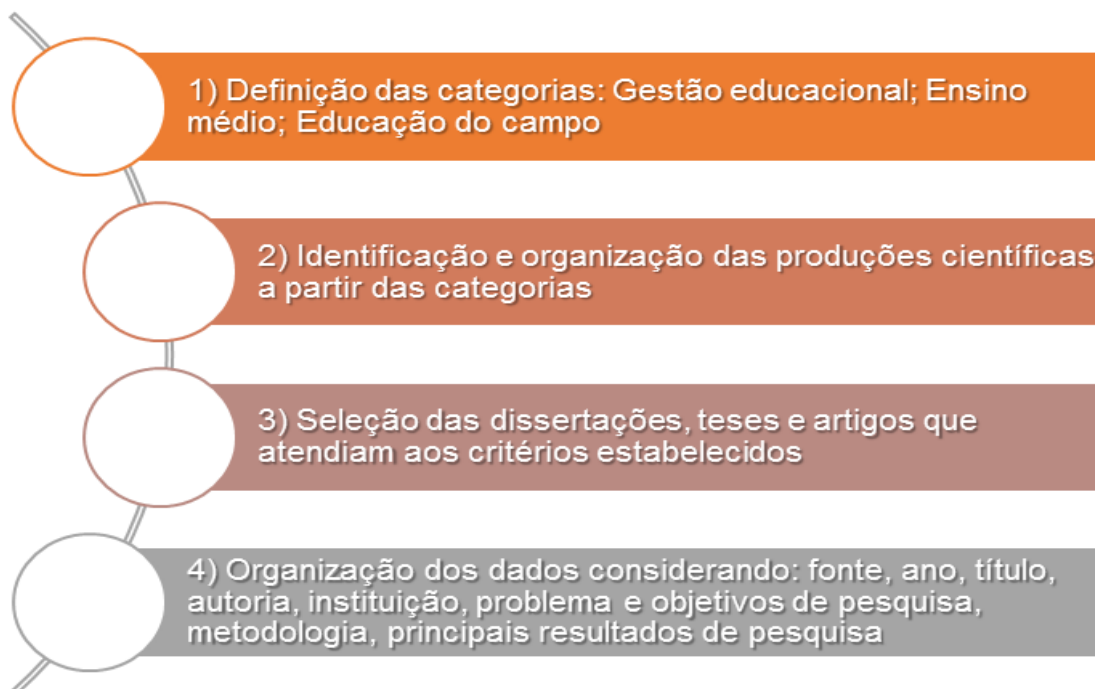 1) Definição das categorias: Gestão educacional; Ensino
médio; Educação do campo
2) Identificação e organização das produções científicas
a partir das categorias
3) Seleção das dissertações, teses e artigos que
atendiam aos critérios estabelecidos
4) Organização dos dados considerando: fonte, ano, título,
autoria, instituição, problema e objetivos de pesquisa,
metodologia, principais resultados de pesquisa